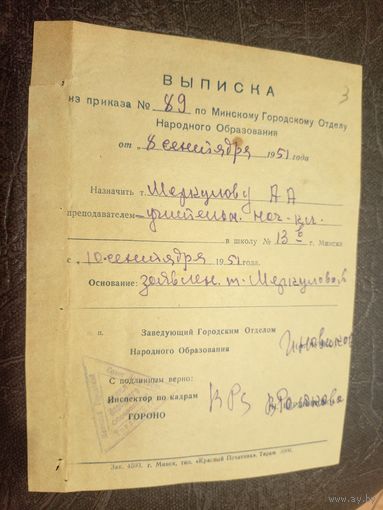 3
ВЫПИСКА
из приказа № 89 по Минскому Городскому Отделу
Народного Образования
от 8 сентября 1951 года
Назначить т. Меркулову А А
преподавателем учительн. нач. кл.
в школу № 13 в г. Минска
с 10 сентября 1951 года.
Основание: заявлен. т. Меркуловой
п. Заведующий Городским Отделом
Народного Образования
С подлинным верно:
Инспектор по кадрам
ГОРОНО
Зак. 4593. г. Минск, тип. «Красный Печатник». Тираж
www.ay.by